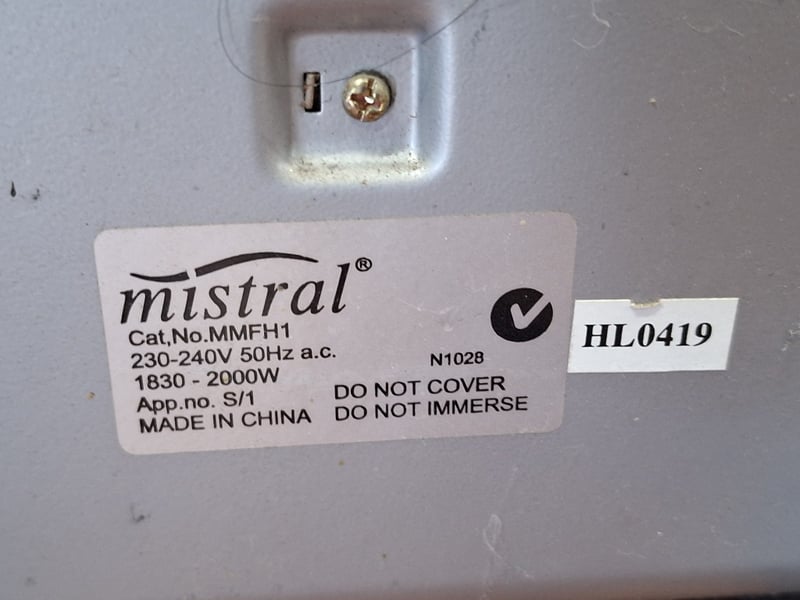 mistral®
Cat,No.MMFH1
230-240V 50Hz a.c.
N1028
1830 - 2000W
App.no. S/1
DO NOT COVER
MADE IN CHINA
DO NOT IMMERSE
HL0419